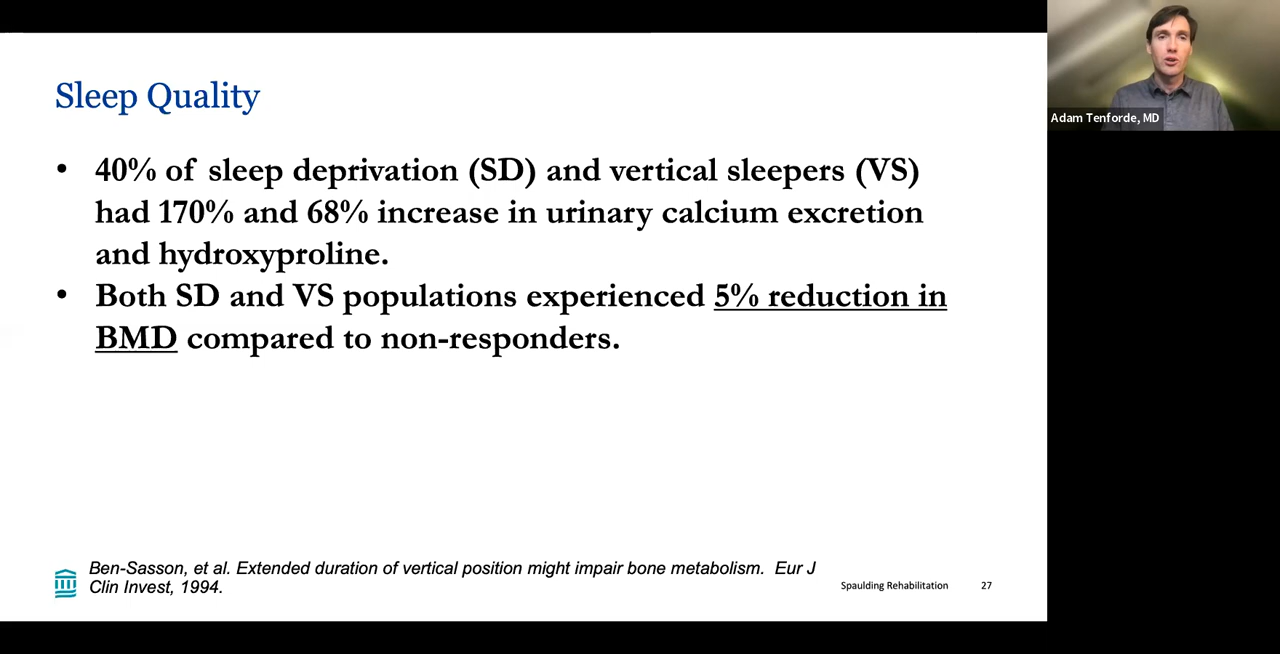 Sleep Quality
• 40% of sleep deprivation (SD) and vertical sleepers (VS)
had 170% and 68% increase in urinary calcium excretion
and hydroxyproline.
• Both SD and VS populations experienced 5% reduction in
BMD compared to non-responders.
Ben-Sasson, et al. Extended duration of vertical position might impair bone metabolism. Eur J
Clin Invest, 1994.
Spaulding Rehabilitation 27
Adam Tenforde, MD